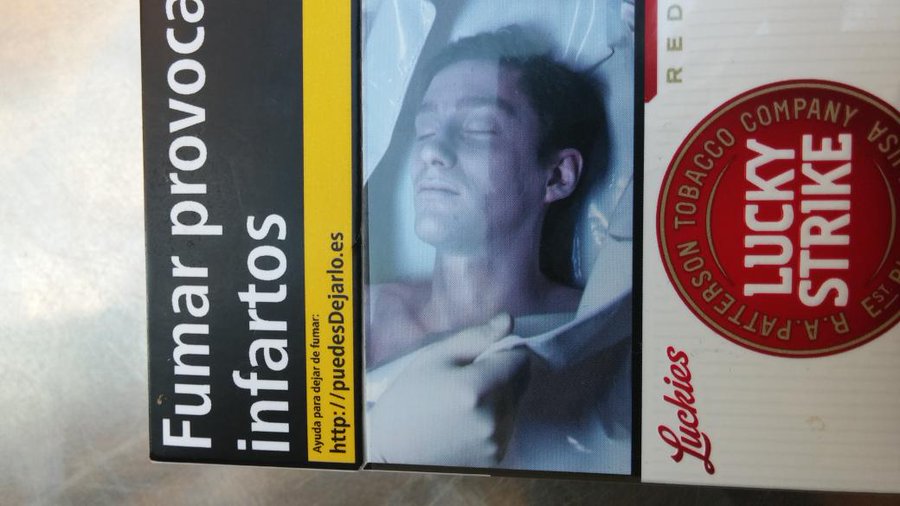 Fumar provoca
infartos
Ayuda para dejar de fumar:
http://puedesDejarlo.es
RED
R.A. PATTERSON TOBACCO COMPANY
USA
LUCKY
STRIKE
Luckies